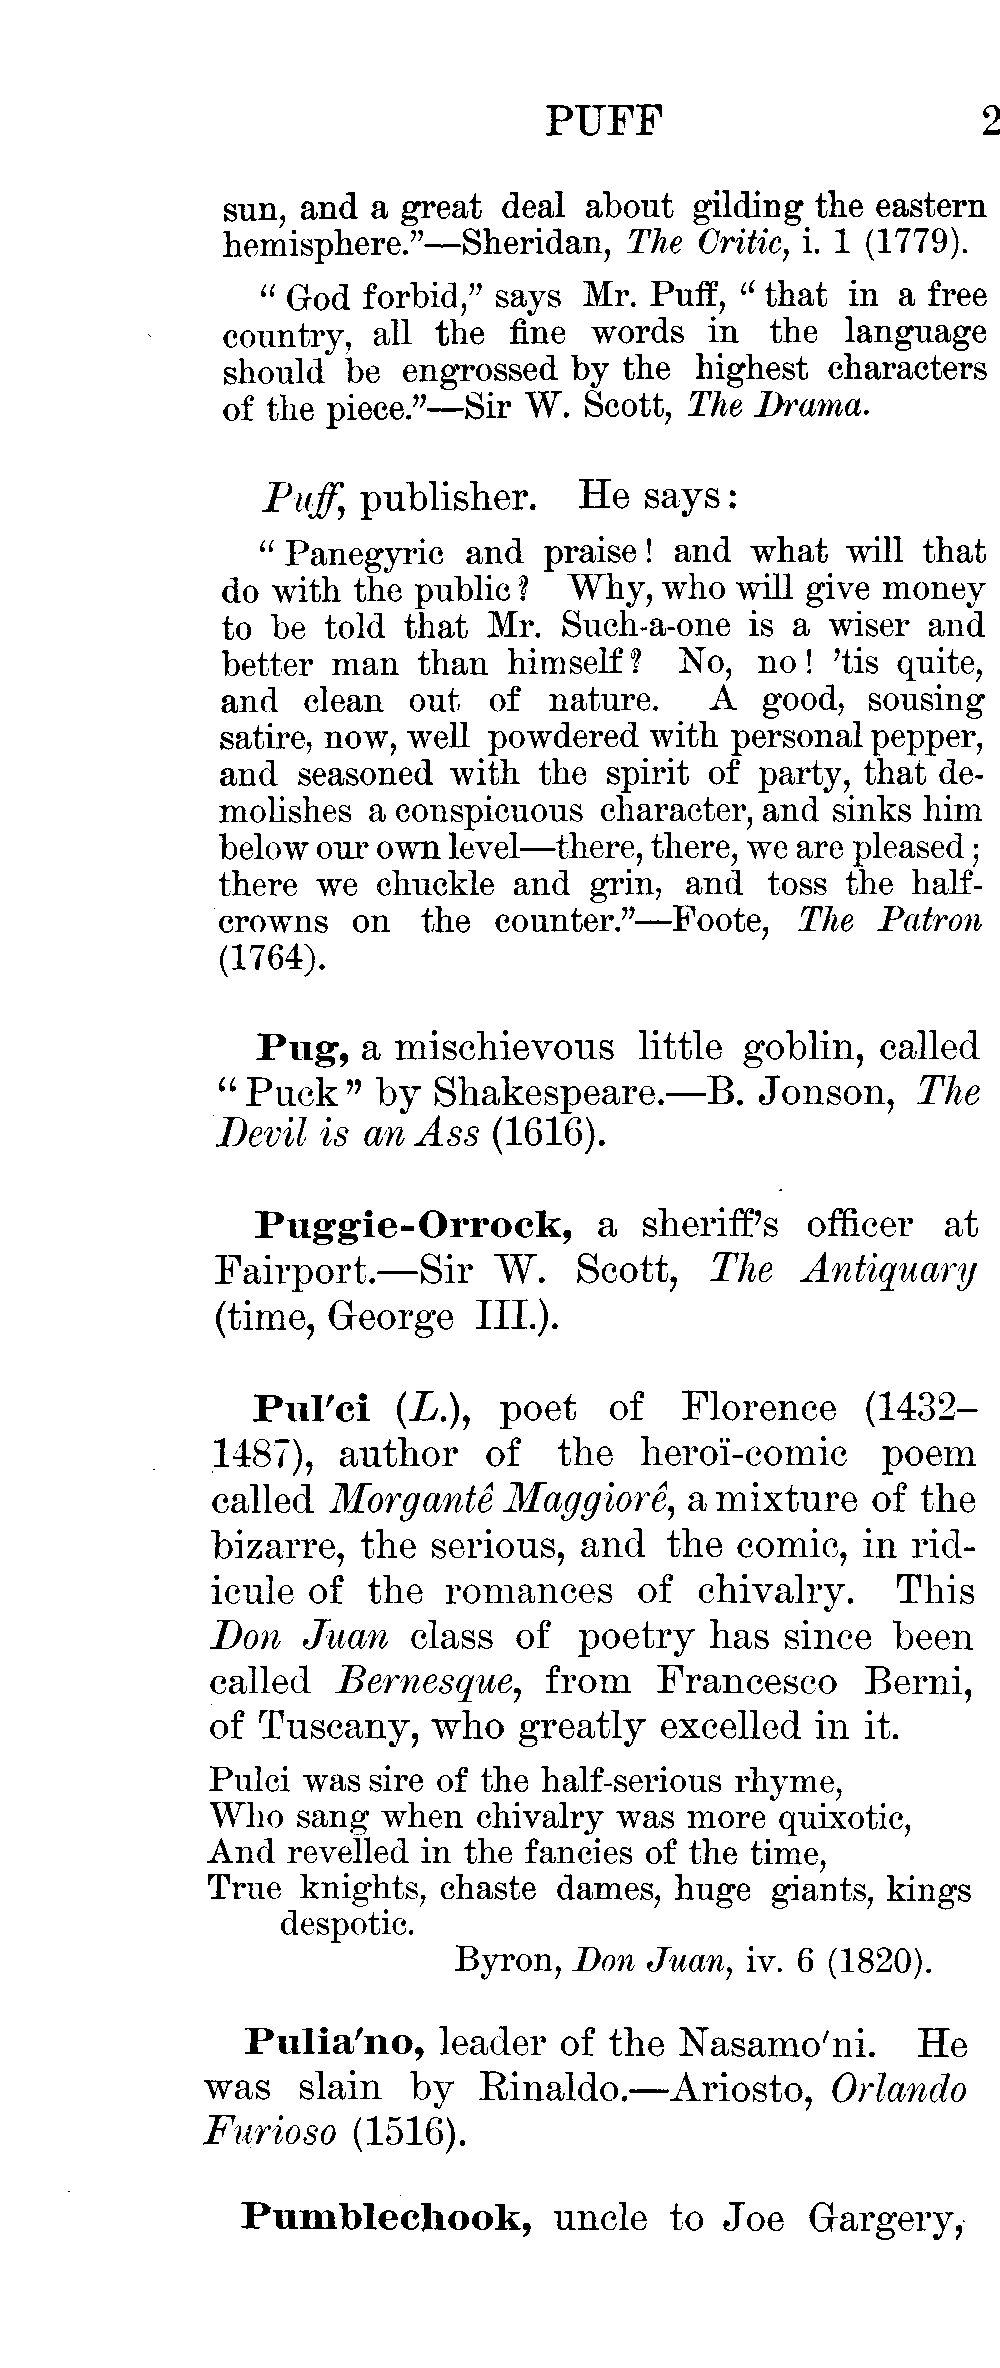 PUFF 2
sun, and a great deal about gilding the eastern
hemisphere.”—Sheridan, The Critic, i. 1 (1779).
“ God forbid,” says Mr. Puff, “ that in a free
country, all the fine words in the language
should be engrossed by the highest characters
of the piece.”—Sir W. Scott, The Drama.
Puff, publisher. He says:
“ Panegyric and praise! and what will that
do with the public? Why, who will give money
to be told that Mr. Such-a-one is a wiser and
better man than himself? No, no! ’tis quite,
and clean out of nature. A good, sousing
satire, now, well powdered with personal pepper,
and seasoned with the spirit of party, that de-
molishes a conspicuous character, and sinks him
below our own level—there, there, we are pleased;
there we chuckle and grin, and toss the half-
crowns on the counter.”—Foote, The Patron
(1764).
Pug, a mischievous little goblin, called
“ Puck” by Shakespeare.—B. Jonson, The
Devil is an Ass (1616).
Puggie-Orrock, a sheriff’s officer at
Fairport.—Sir W. Scott, The Antiquary
(time, George III.).
Pul′ci (L.), poet of Florence (1432–
1487), author of the heroï-comic poem
called Morgantê Maggiorê, a mixture of the
bizarre, the serious, and the comic, in rid-
icule of the romances of chivalry. This
Don Juan class of poetry has since been
called Bernesque, from Francesco Berni,
of Tuscany, who greatly excelled in it.
Pulci was sire of the half-serious rhyme,
Who sang when chivalry was more quixotic,
And revelled in the fancies of the time,
True knights, chaste dames, huge giants, kings
despotic.
Byron, Don Juan, iv. 6 (1820).
Pulia′no, leader of the Nasamo′ni. He
was slain by Rinaldo.—Ariosto, Orlando
Furioso (1516).
Pumblechook, uncle to Joe Gargery,